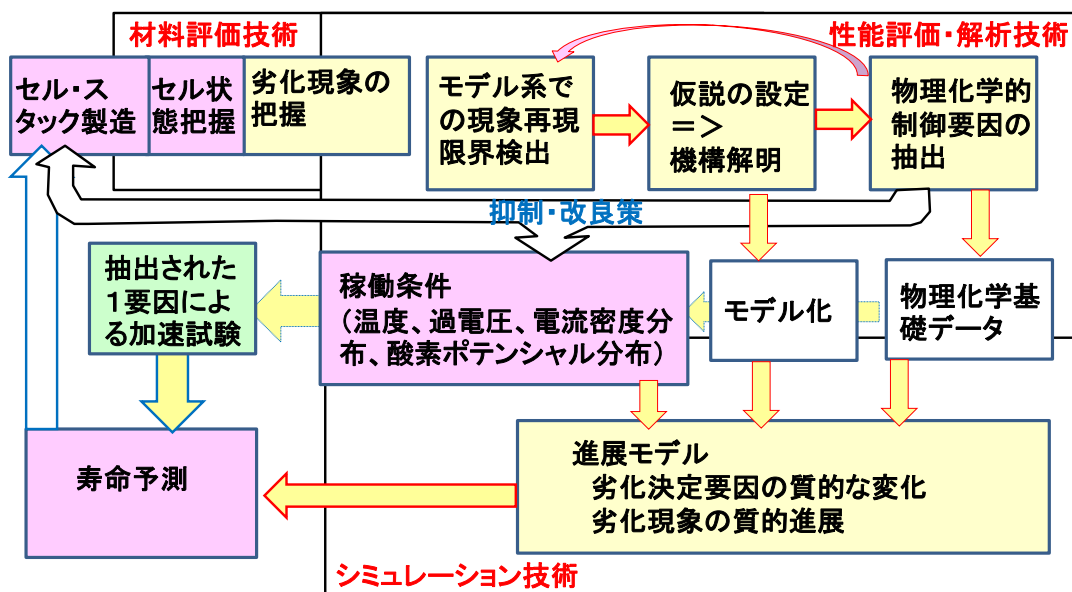 材料評価技術
性能評価・解析技術
セル・ス
タック製造
セル状
態把握
劣化現象の
把握
モデル系で
の現象再現
限界検出
仮説の設定
＝＞
機構解明
物理化学的
制御要因の
抽出
抑制・改良策
抽出された
１要因によ
る加速試験
稼働条件
（温度、過電圧、電流密度分
布、酸素ポテンシャル分布）
モデル化
物理化学基
礎データ
寿命予測
進展モデル
劣化決定要因の質的な変化
劣化現象の質的進展
シミュレーション技術